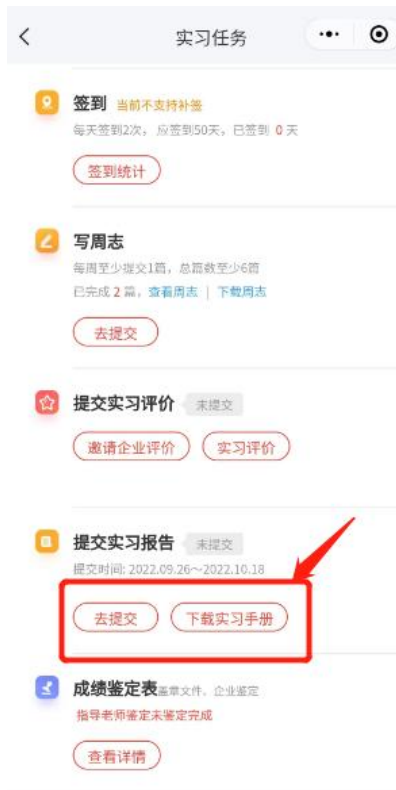 实习任务
签到 当前不支持补签
每天签到2次， 应签到50天，已签到 0 天
签到统计
写周志
每周至少提交1篇，总篇数至少6篇
已完成 2 篇，查看周志 | 下载周志
去提交
提交实习评价 未提交
邀请企业评价 实习评价
提交实习报告 未提交
提交时间: 2022.09.26～2022.10.18
去提交 下载实习手册
成绩鉴定表盖章文件、企业鉴定
指导老师鉴定未鉴定完成
查看详情